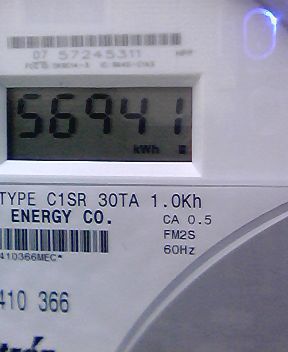 07 57245311
56941
kWh
TYPE C1SR 30TA 1.0Kh
ENERGY CO.
CA 0.5
FM2S
60Hz
410366MEC*
410 366